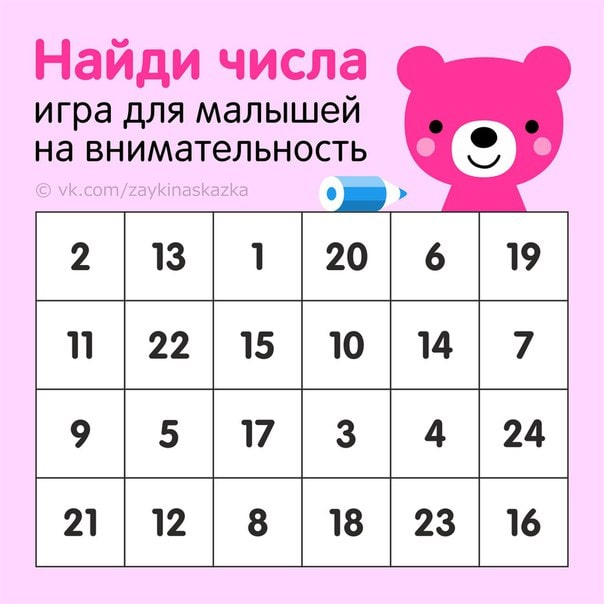 Найди числа
игра для малышей
на внимательность
© vk.com/zaykinaskazka
2 13 1 20 6 19
11 22 15 10 14 7
9 5 17 3 4 24
21 12 8 18 23 16